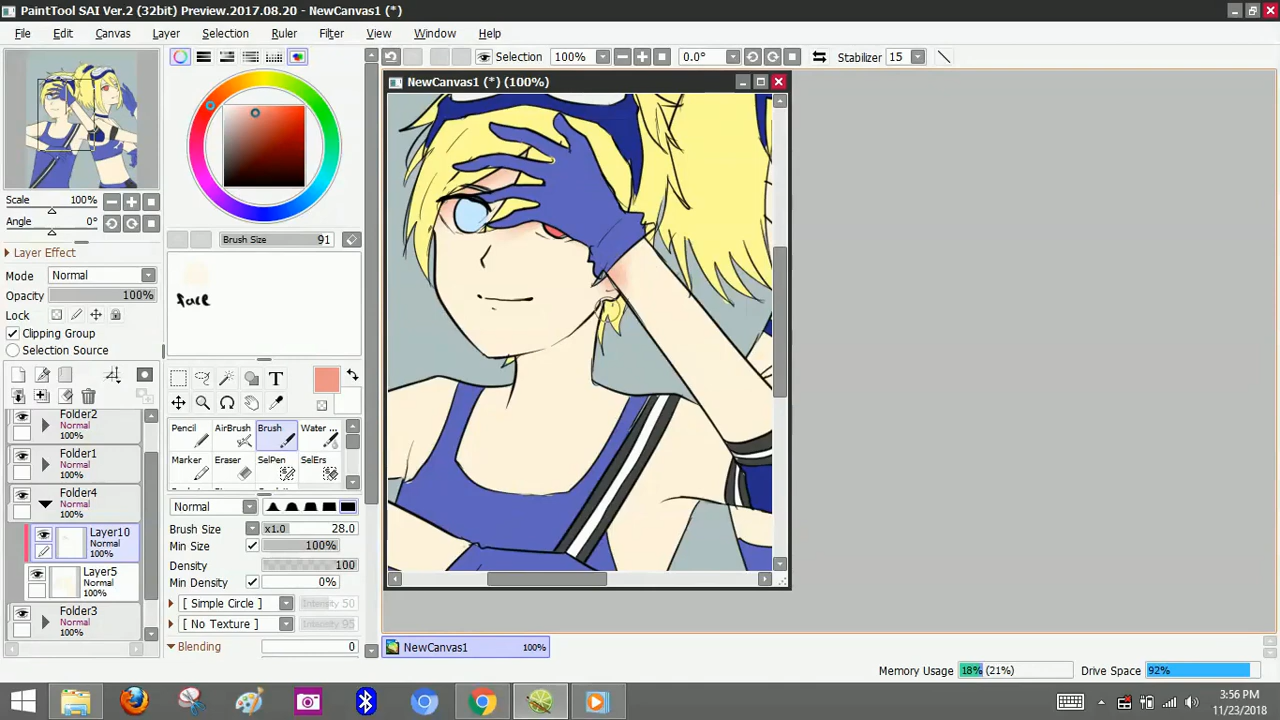 PaintTool SAI Ver.2 (32bit) Preview.2017.08.20 - NewCanvas1 (*)
File Edit Canvas Layer Selection Ruler Filter View Window Help
Selection 100% 0.0° Stabilizer 15
NewCanvas1 (*) (100%)
Scale 100%
Angle 0°
Layer Effect
Mode Normal
Opacity 100%
Lock
Clipping Group
Selection Source
Folder2
Normal
100%
Folder1
Normal
100%
Folder4
Normal
100%
Layer10
Normal
100%
Layer5
Normal
100%
Folder3
Normal
100%
Brush Size 91
face
T
Pencil AirBrush Brush Water ...
Marker Eraser SelPen SelErs
Normal
Brush Size x1.0 28.0
Min Size 100%
Density 100
Min Density 0%
[ Simple Circle ] Intensity 50
[ No Texture ] Intensity 95
Blending 0
NewCanvas1 100%
Memory Usage 18% (21%) Drive Space 92%
3:56 PM
11/23/2018